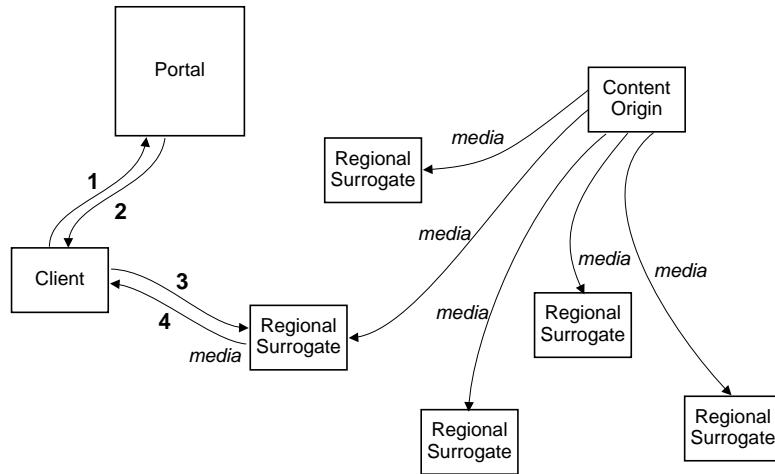 Portal
Content
Origin
media
Regional
Surrogate
1
2
media
Client
3
media
media
4
Regional
Surrogate
media
media
Regional
Surrogate
Regional
Surrogate
Regional
Surrogate